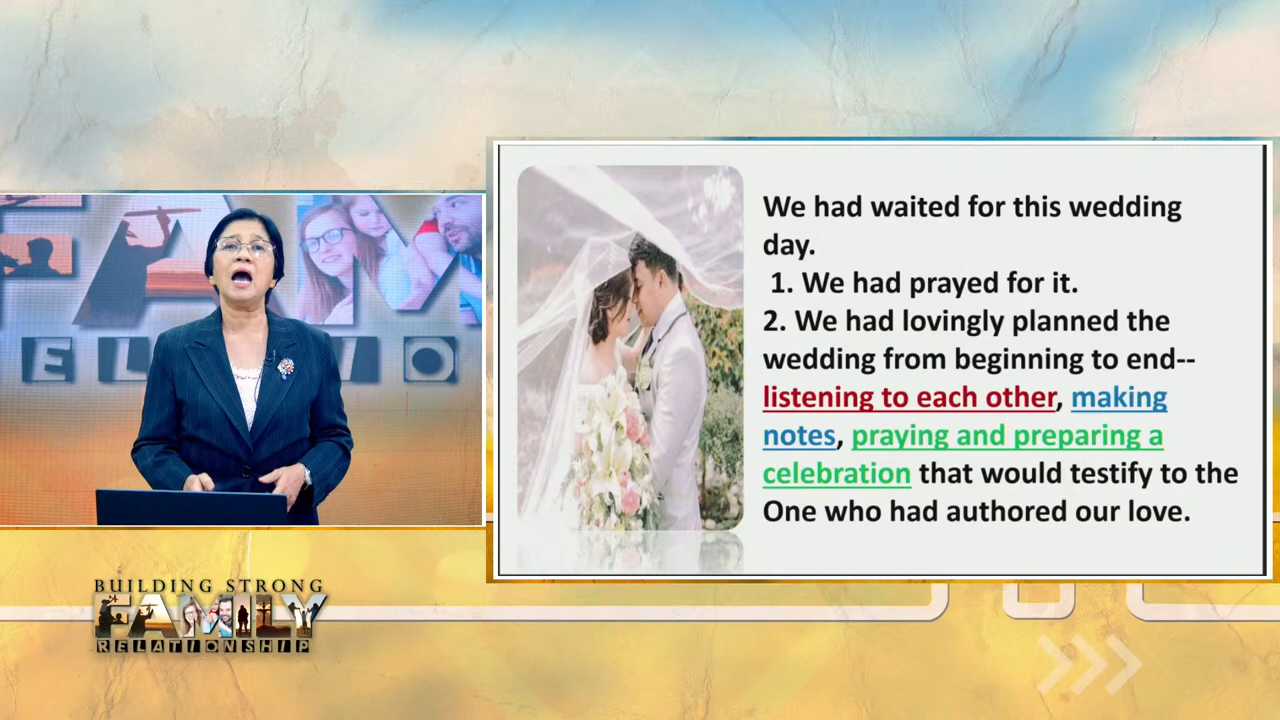 We had waited for this wedding
day.
1. We had prayed for it.
2. We had lovingly planned the
wedding from beginning to end--
listening to each other, making
notes, praying and preparing a
celebration that would testify to the
One who had authored our love.
FAM
ELATIO
BUILDING STRONG
FAMILY
RELATIONSHIP